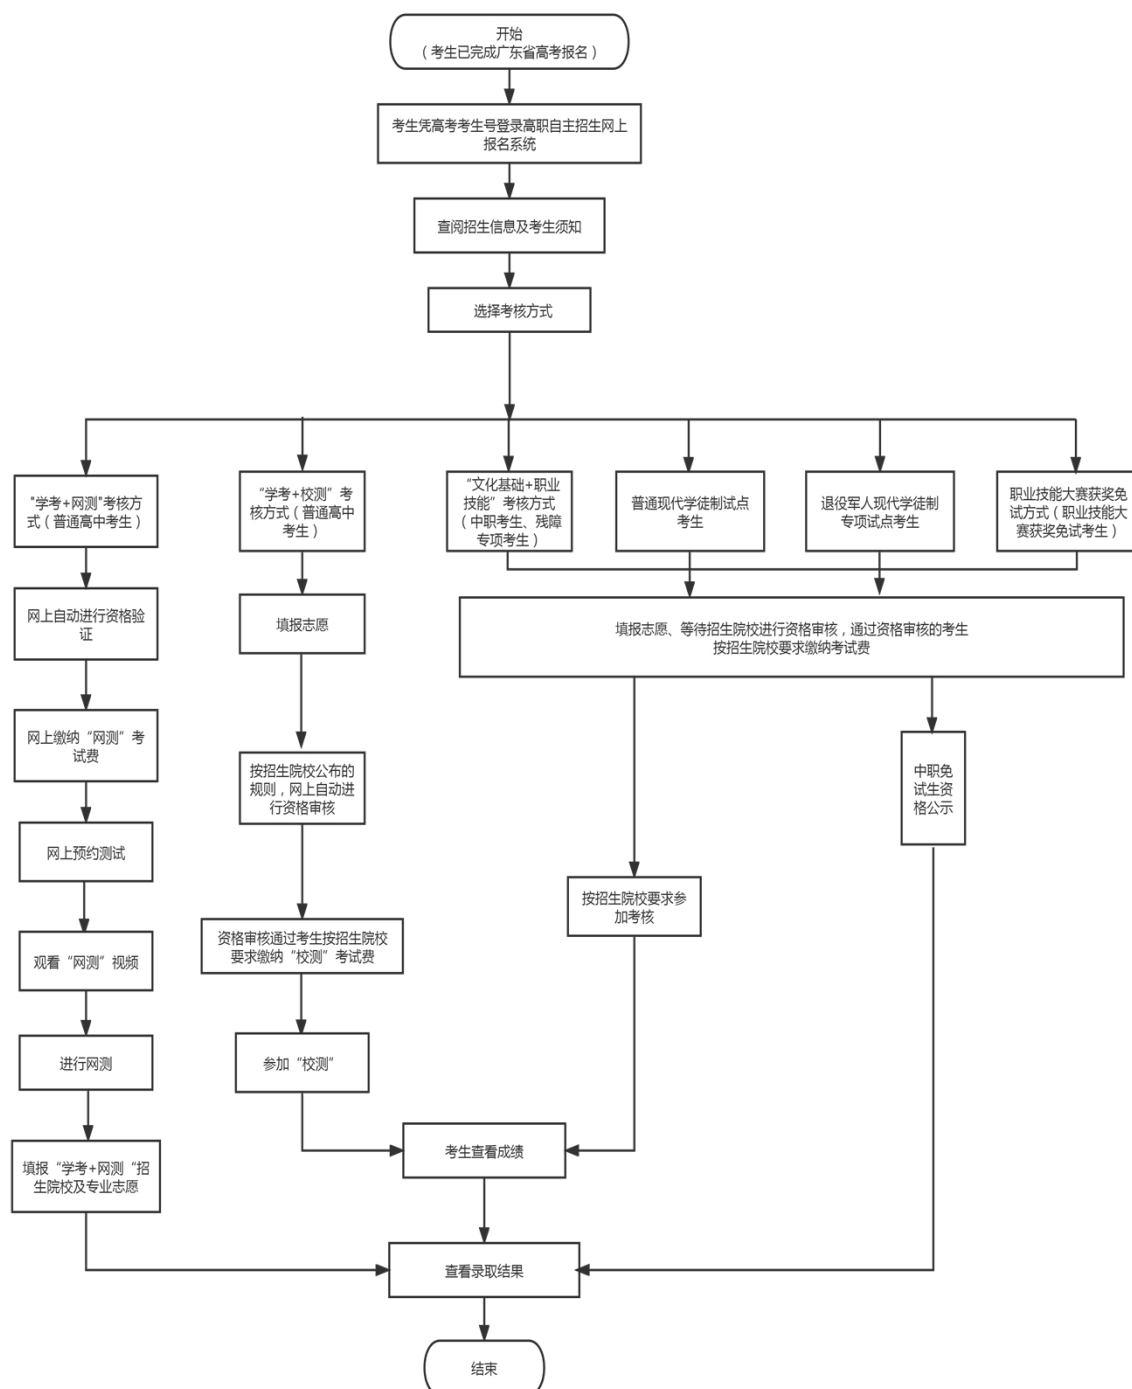 开始
（考生已完成广东省高考报名）
考生凭高考考生号登录高职自主招生网上
报名系统
查阅招生信息及考生须知
选择考核方式
"学考+网测"考核方
式（普通高中考生）
“学考+校测”考
核方式（普通高中
考生）
“文化基础+职业
技能”考核方式
（中职考生、残障
专项考生）
普通现代学徒制试点
考生
退役军人现代学徒制
专项试点考生
职业技能大赛获奖免
试方式（职业技能大
赛获奖免试考生）
网上自动进行资格验
证
填报志愿
填报志愿、等待招生院校进行资格审核，通过资格审核的考生
按招生院校要求缴纳考试费
网上缴纳“网测”考
试费
按招生院校公布的
规则，网上自动进
行资格审核
中职免
试生资
格公示
网上预约测试
按招生院校要求参
加考核
资格审核通过考生按招生院校
要求缴纳“校测”考试费
观看“网测”视频
进行网测
参加“校测”
考生查看成绩
填报“学考+网测“招
生院校及专业志愿
查看录取结果
结束